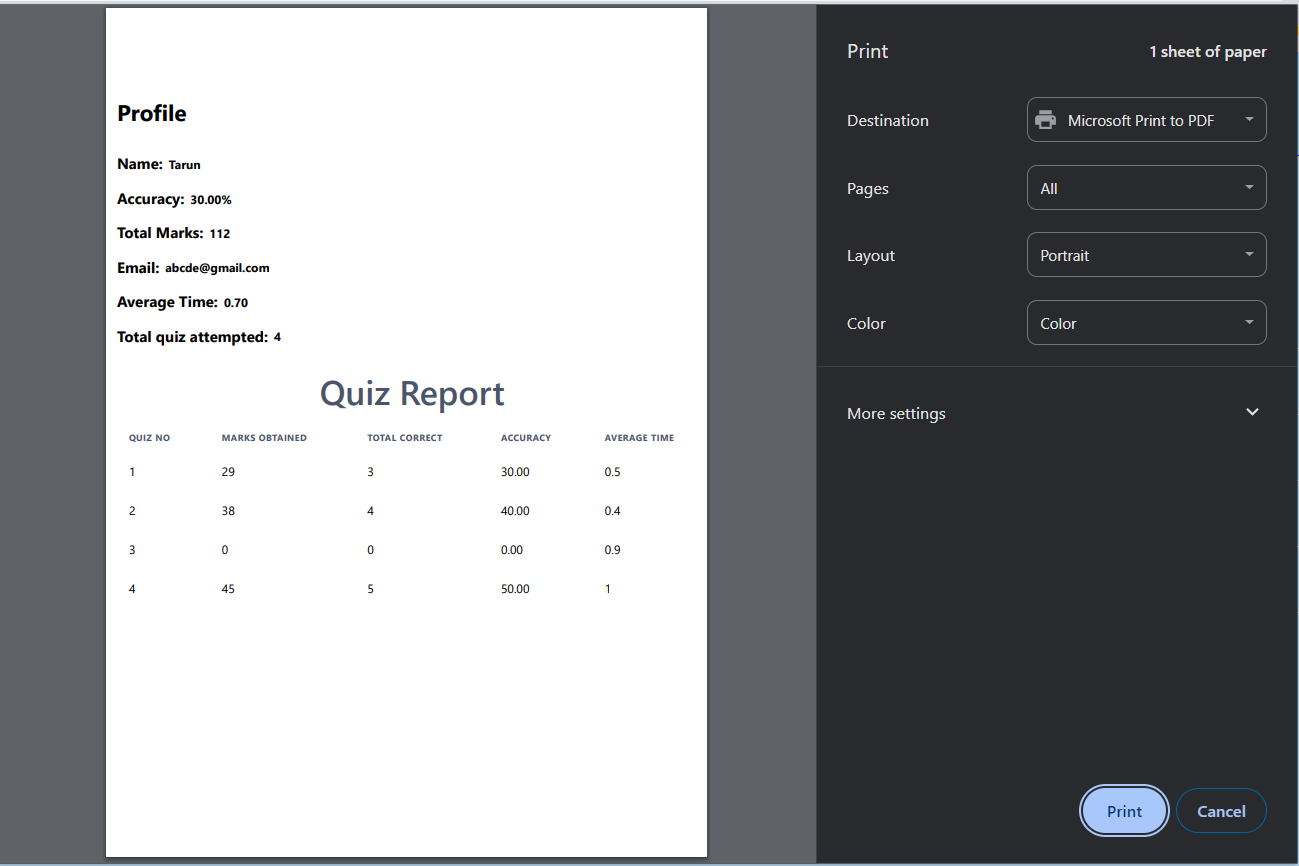 Profile
Name: Tarun
Accuracy: 30.00%
Total Marks: 112
Email: abcde@gmail.com
Average Time: 0.70
Total quiz attempted: 4
Quiz Report
QUIZ NO MARKS OBTAINED TOTAL CORRECT ACCURACY AVERAGE TIME
1 29 3 30.00 0.5
2 38 4 40.00 0.4
3 0 0 0.00 0.9
4 45 5 50.00 1
Print 1 sheet of paper
Destination Microsoft Print to PDF
Pages All
Layout Portrait
Color Color
More settings
Print Cancel